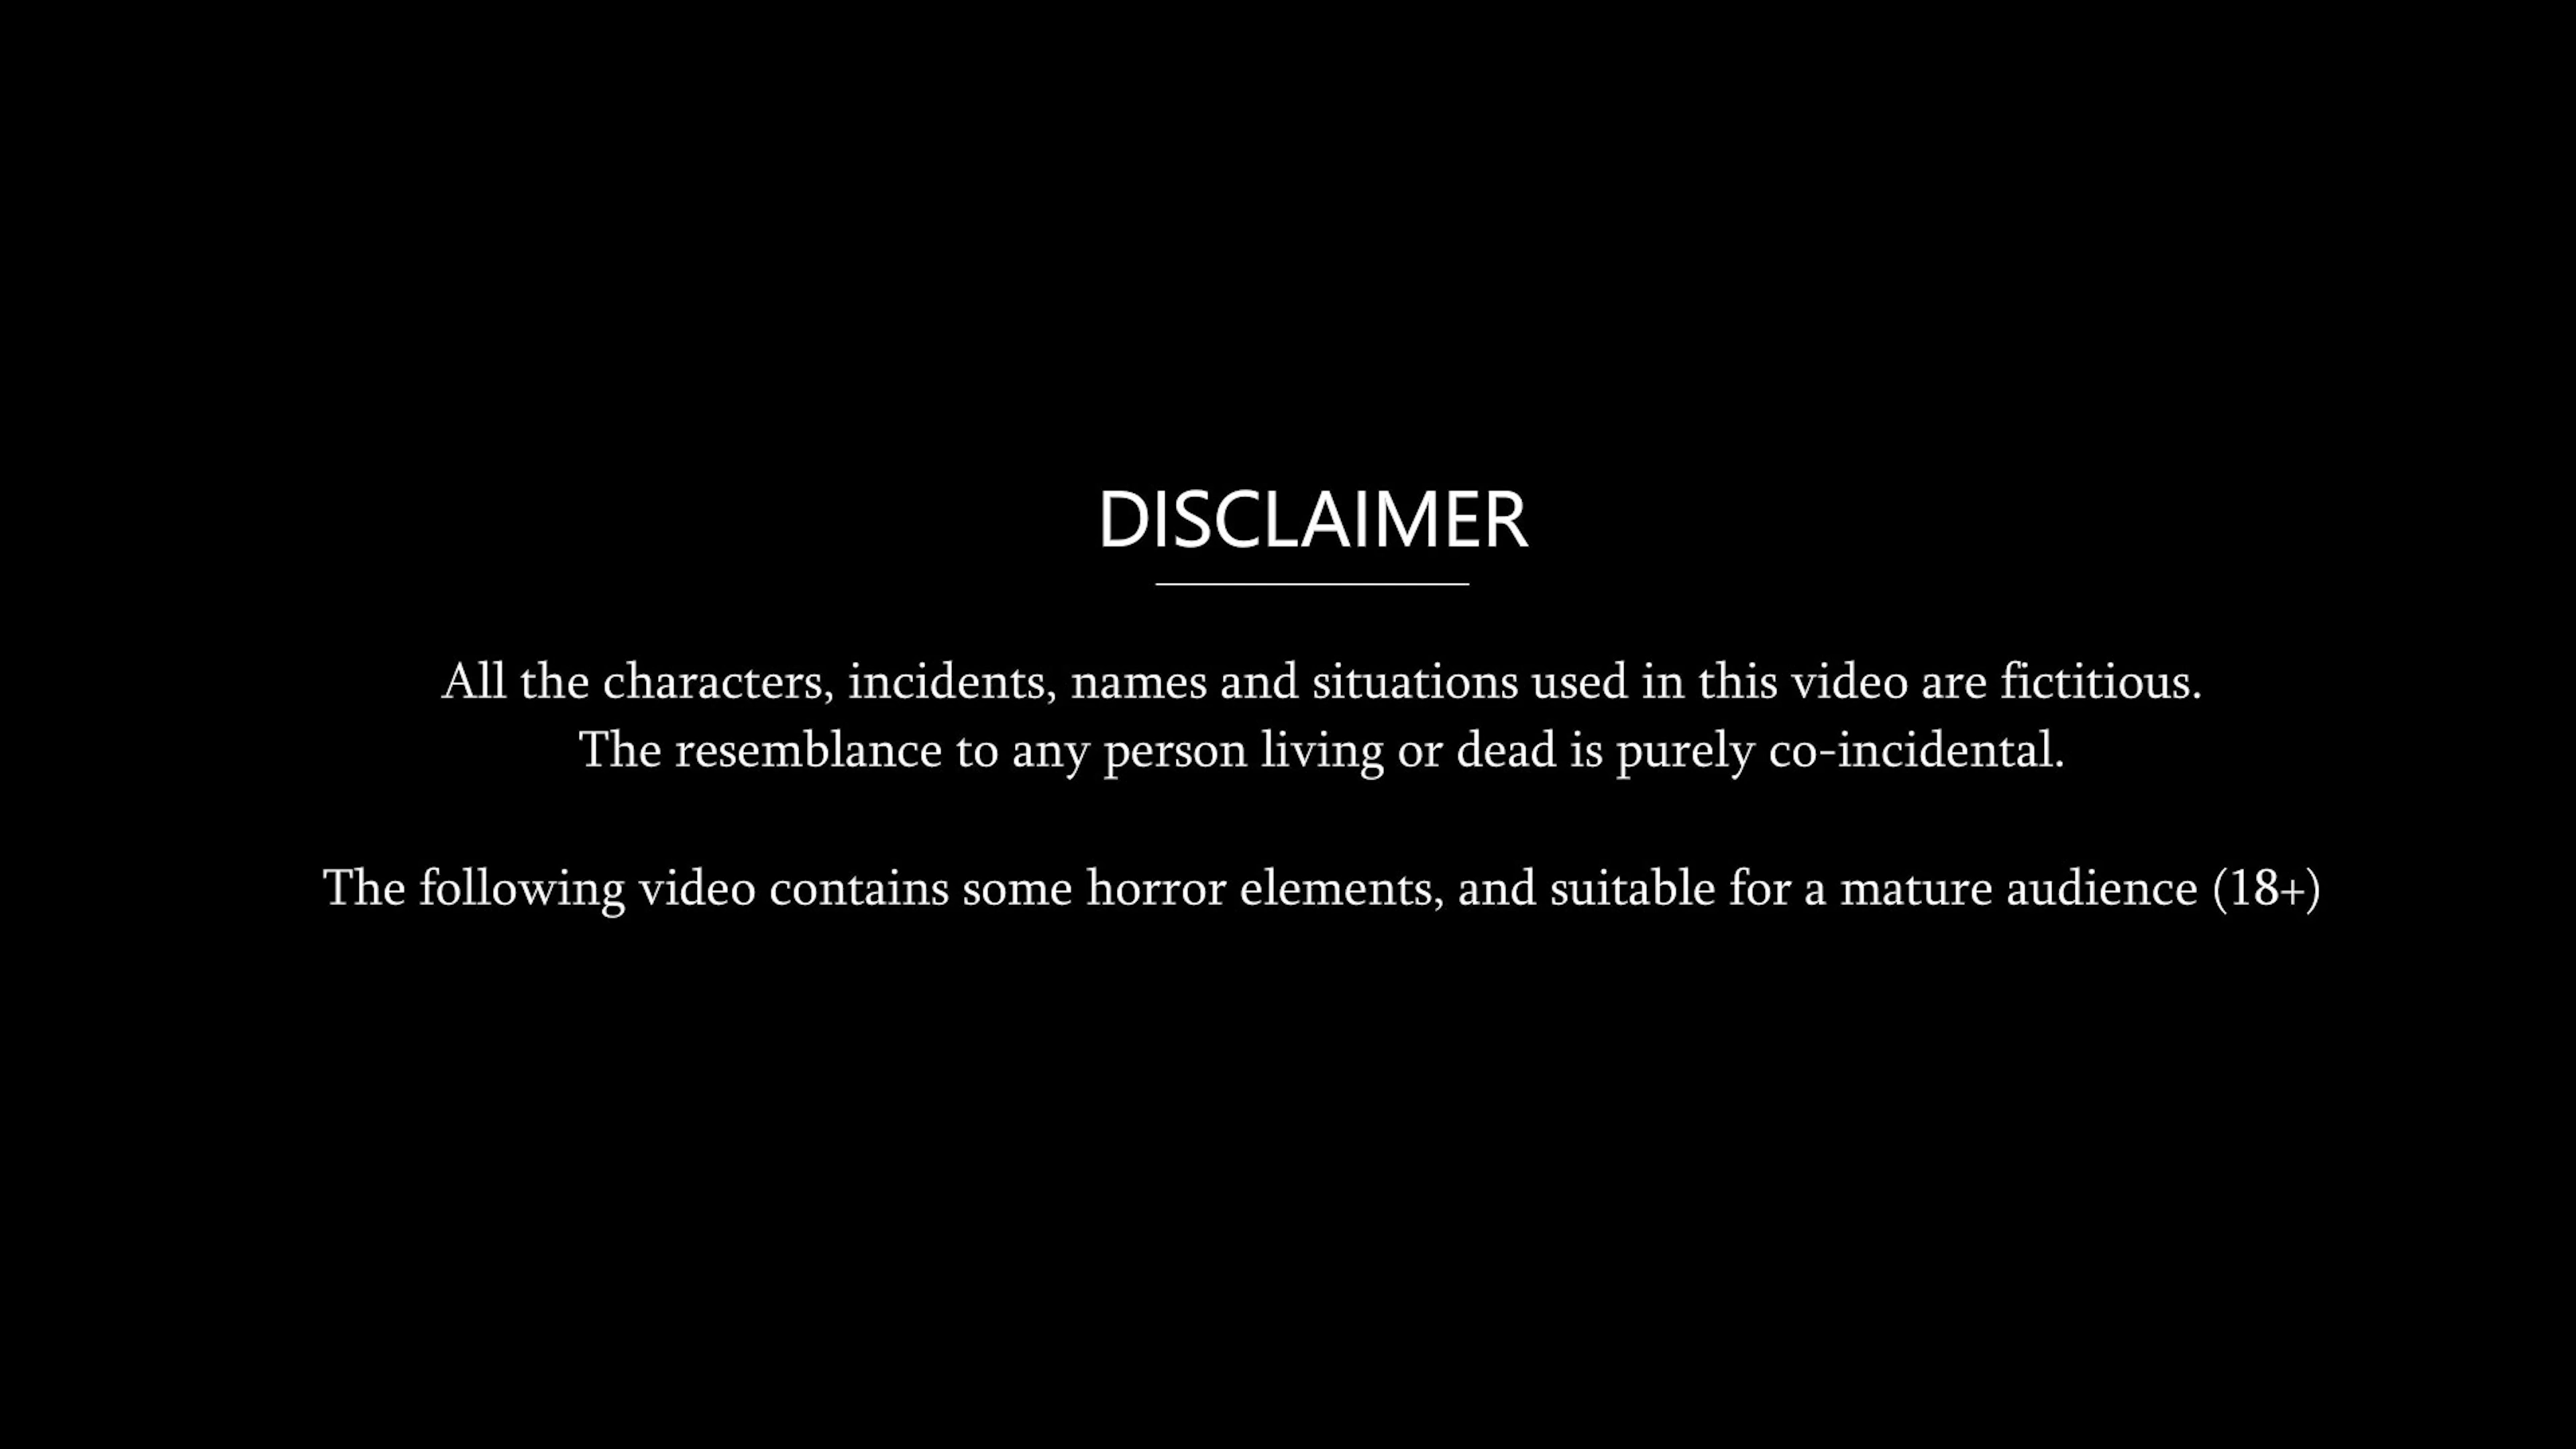 DISCLAIMER
All the characters, incidents, names and situations used in this video are fictitious.
The resemblance to any person living or dead is purely co-incidental.
The following video contains some horror elements, and suitable for a mature audience (18+)